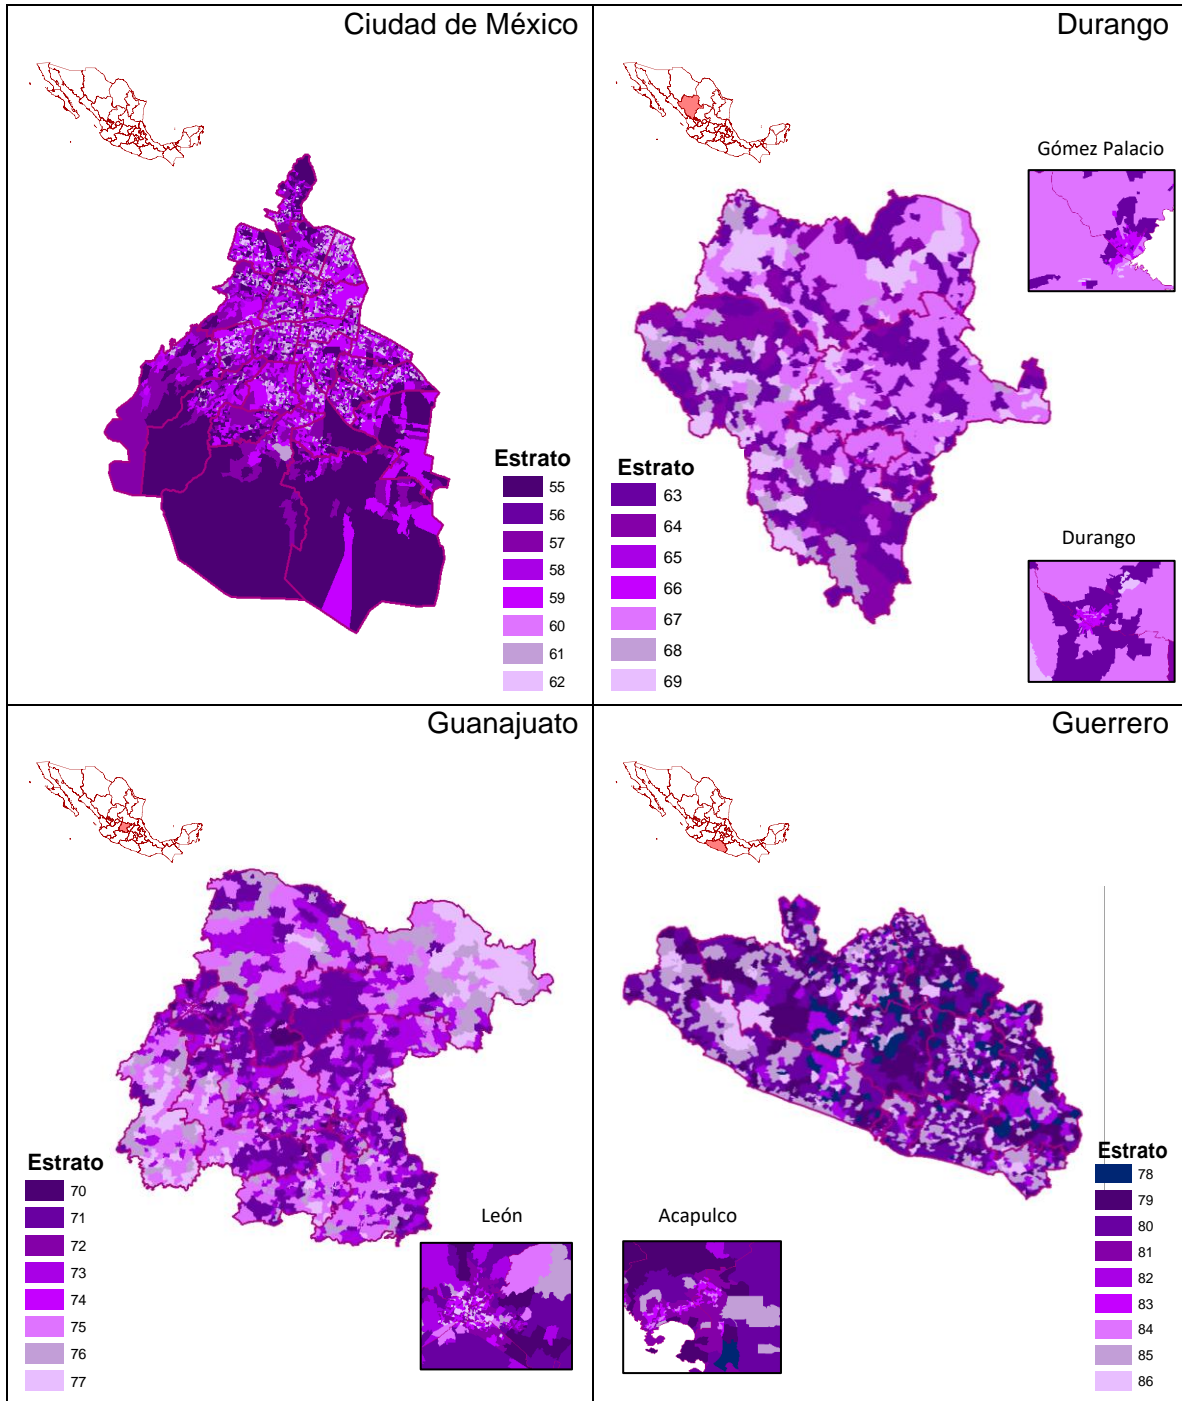 Ciudad de México
Estrato
55
56
57
58
59
60
61
62
Durango
Gómez Palacio
Estrato
63
64
65
66
67
68
69
Durango
Guanajuato
Estrato
70
71
72
73
74
75
76
77
León
Guerrero
Acapulco
Estrato
78
79
80
81
82
83
84
85
86